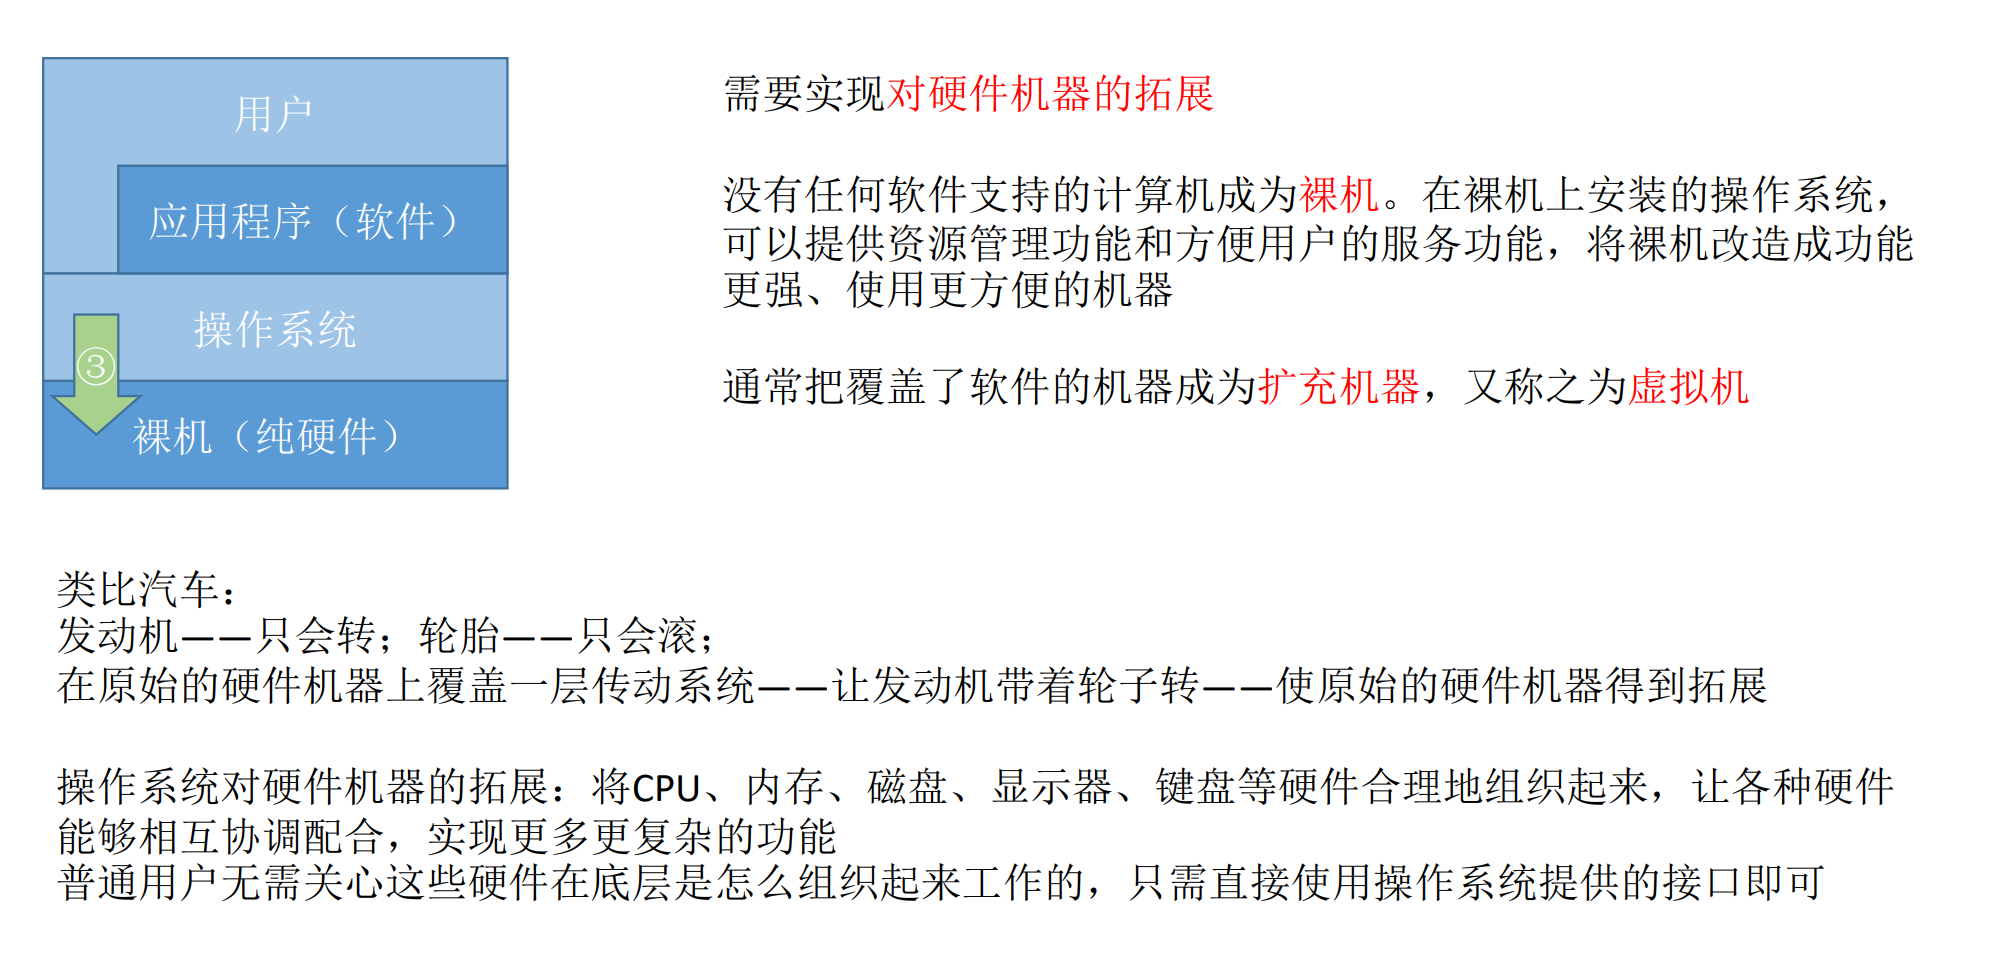 用户
应用程序（软件）
操作系统
③
裸机（纯硬件）
需要实现对硬件机器的拓展
没有任何软件支持的计算机成为裸机。在裸机上安装的操作系统，
可以提供资源管理功能和方便用户的服务功能，将裸机改造成功能
更强、使用更方便的机器
通常把覆盖了软件的机器成为扩充机器，又称之为虚拟机
类比汽车：
发动机——只会转；轮胎——只会滚；
在原始的硬件机器上覆盖一层传动系统——让发动机带着轮子转——使原始的硬件机器得到拓展
操作系统对硬件机器的拓展：将CPU、内存、磁盘、显示器、键盘等硬件合理地组织起来，让各种硬件
能够相互协调配合，实现更多更复杂的功能
普通用户无需关心这些硬件在底层是怎么组织起来工作的，只需直接使用操作系统提供的接口即可